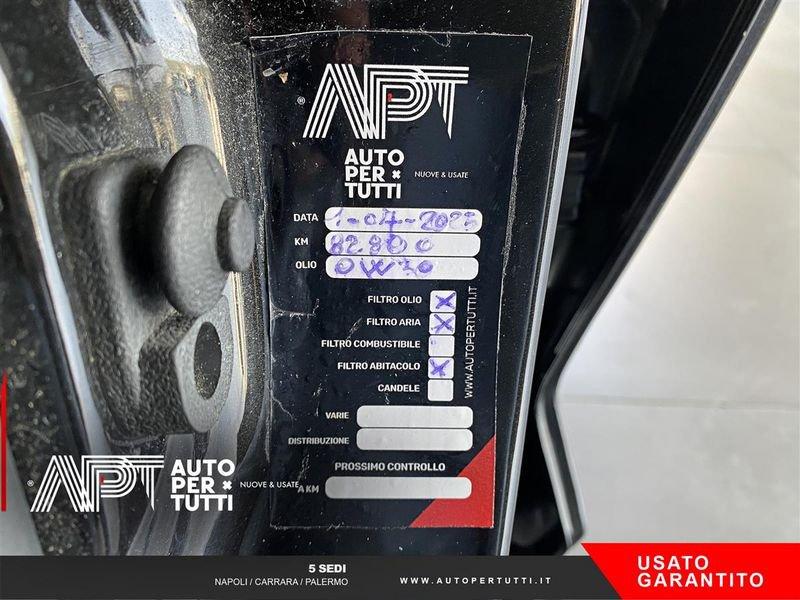 APT
®
AUTO
PER
TUTTI
NUOVE & USATE
DATA 1-04-2025
KM 82.800
OLIO 0W30
FILTRO OLIO X
FILTRO ARIA X
FILTRO COMBUSTIBILE
FILTRO ABITACOLO X
CANDELE
WWW.AUTOPERTUTTI.IT
VARIE
DISTRIBUZIONE
PROSSIMO CONTROLLO
A KM
®
APT AUTO
PER
TUTTI
NUOVE & USATE
5 SEDI
NAPOLI / CARRARA / PALERMO
WWW.AUTOPERTUTTI.IT
USATO
GARANTITO